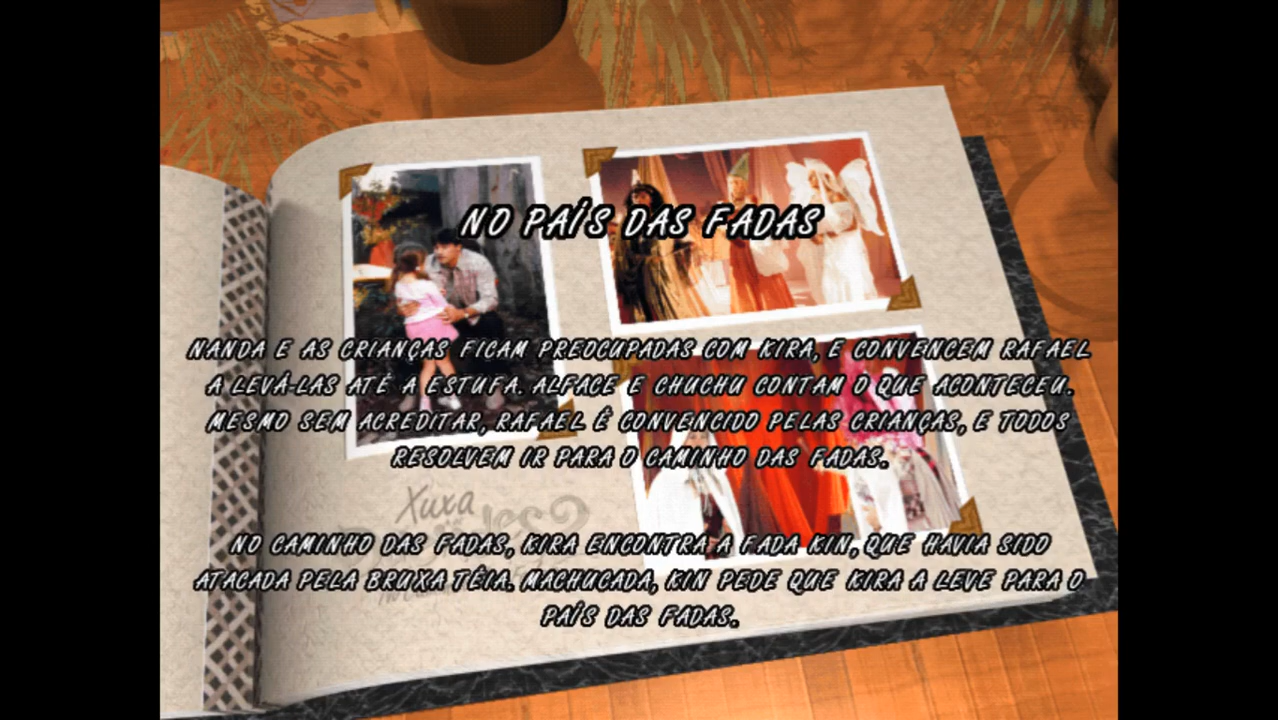 NO PAÍS DAS FADAS
NANDA E AS CRIANÇAS FICAM PREOCUPADAS COM KIRA, E CONVENCEM RAFAEL
A LEVÁ-LAS ATÉ A ESTUFA. ALFACE E CHUCHU CONTAM O QUE ACONTECEU.
MESMO SEM ACREDITAR, RAFAEL É CONVENCIDO PELAS CRIANÇAS, E TODOS
RESOLVEM IR PARA O CAMINHO DAS FADAS.
Xuxa
NO CAMINHO DAS FADAS, KIRA ENCONTRA A FADA KIN, QUE HAVIA SIDO
ATACADA PELA BRUXA TÉIA. MACHUCADA, KIN PEDE QUE KIRA A LEVE PARA O
PAÍS DAS FADAS.